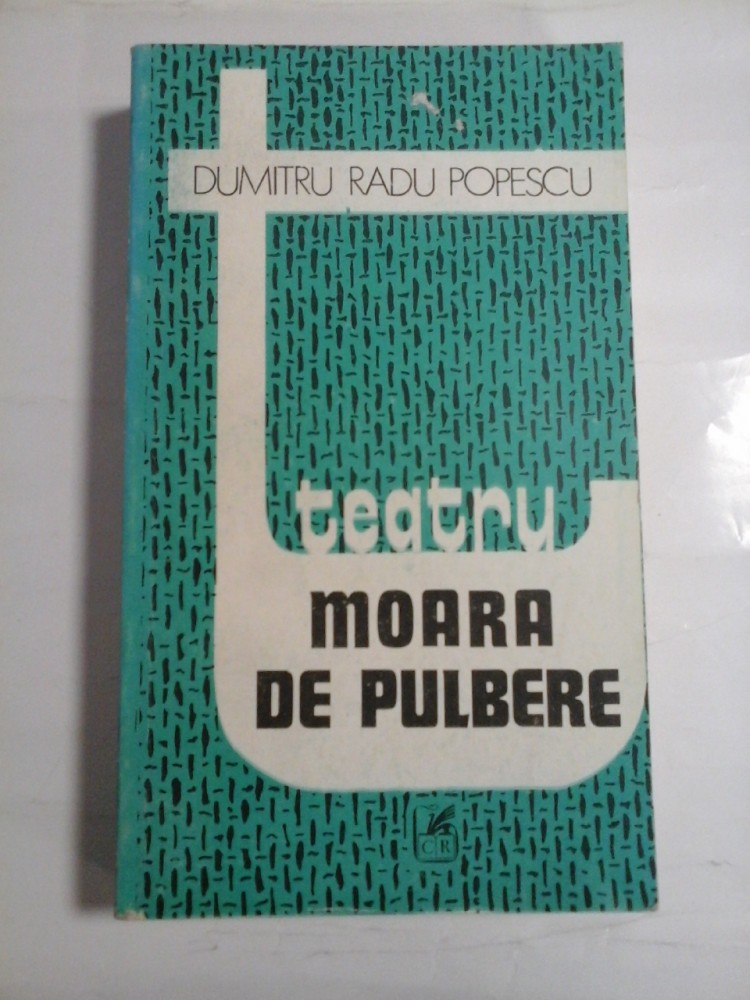 DUMITRU RADU POPESCU
teatru
MOARA
DE PULBERE
CR